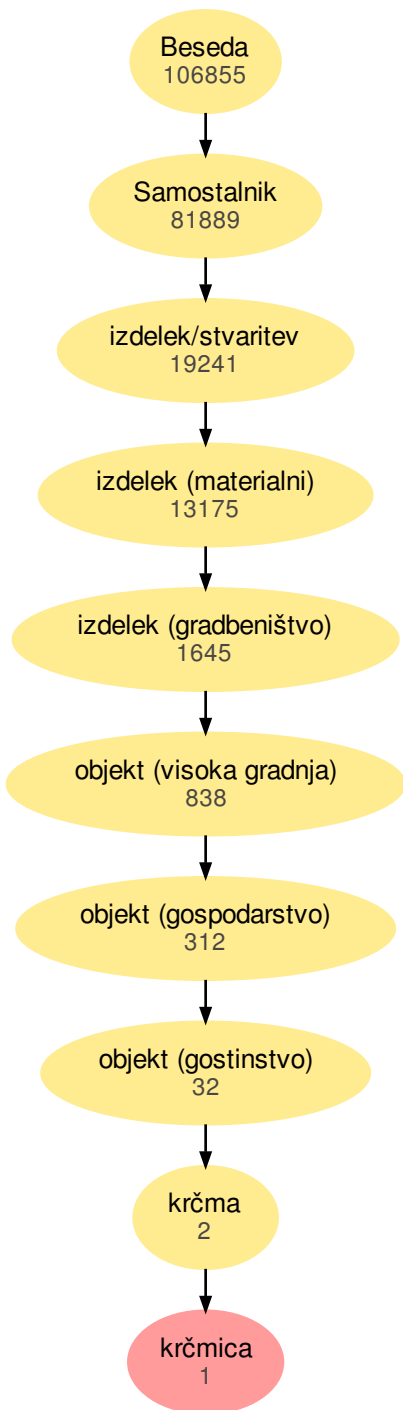 Beseda
106855
Samostalnik
81889
izdelek/stvaritev
19241
izdelek (materialni)
13175
izdelek (gradbeništvo)
1645
objekt (visoka gradnja)
838
objekt (gospodarstvo)
312
objekt (gostinstvo)
32
krčma
2
krčmica
1